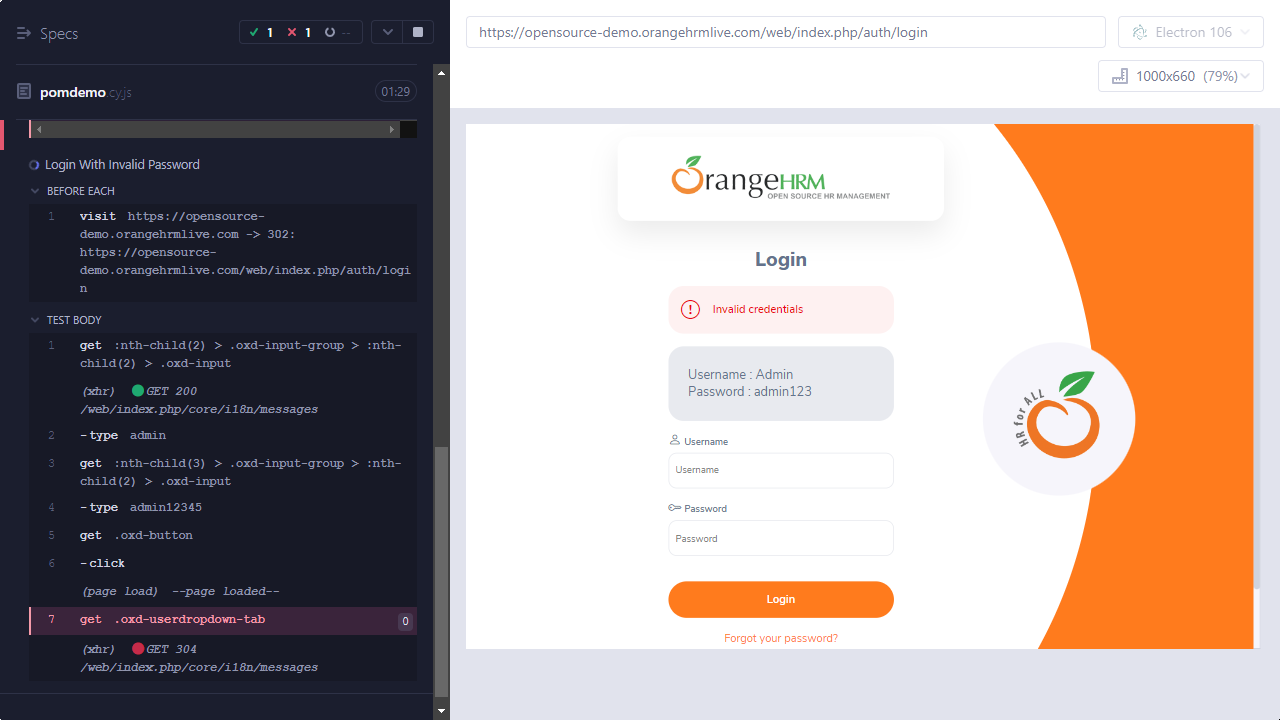 Specs
1
1
--
pomdemo.cy.js
01:29
Login With Invalid Password
BEFORE EACH
1 visit https://opensource-
demo.orangehrmlive.com -> 302:
https://opensource-
demo.orangehrmlive.com/web/index.php/auth/logi
n
TEST BODY
1 get :nth-child(2) > .oxd-input-group > :nth-
child(2) > .oxd-input
(xhr) GET 200
/web/index.php/core/i18n/messages
2 -type admin
3 get :nth-child(3) > .oxd-input-group > :nth-
child(2) > .oxd-input
4 -type admin12345
5 get .oxd-button
6 -click
(page load) --page loaded--
7 get .oxd-userdropdown-tab 0
(xhr) GET 304
/web/index.php/core/i18n/messages
https://opensource-demo.orangehrmlive.com/web/index.php/auth/login
Electron 106
1000x660 (79%)
OrangeHRM
OPEN SOURCE HR MANAGEMENT
Login
Invalid credentials
Username : Admin
Password : admin123
Username
Username
Password
Password
Login
Forgot your password?
HR for ALL